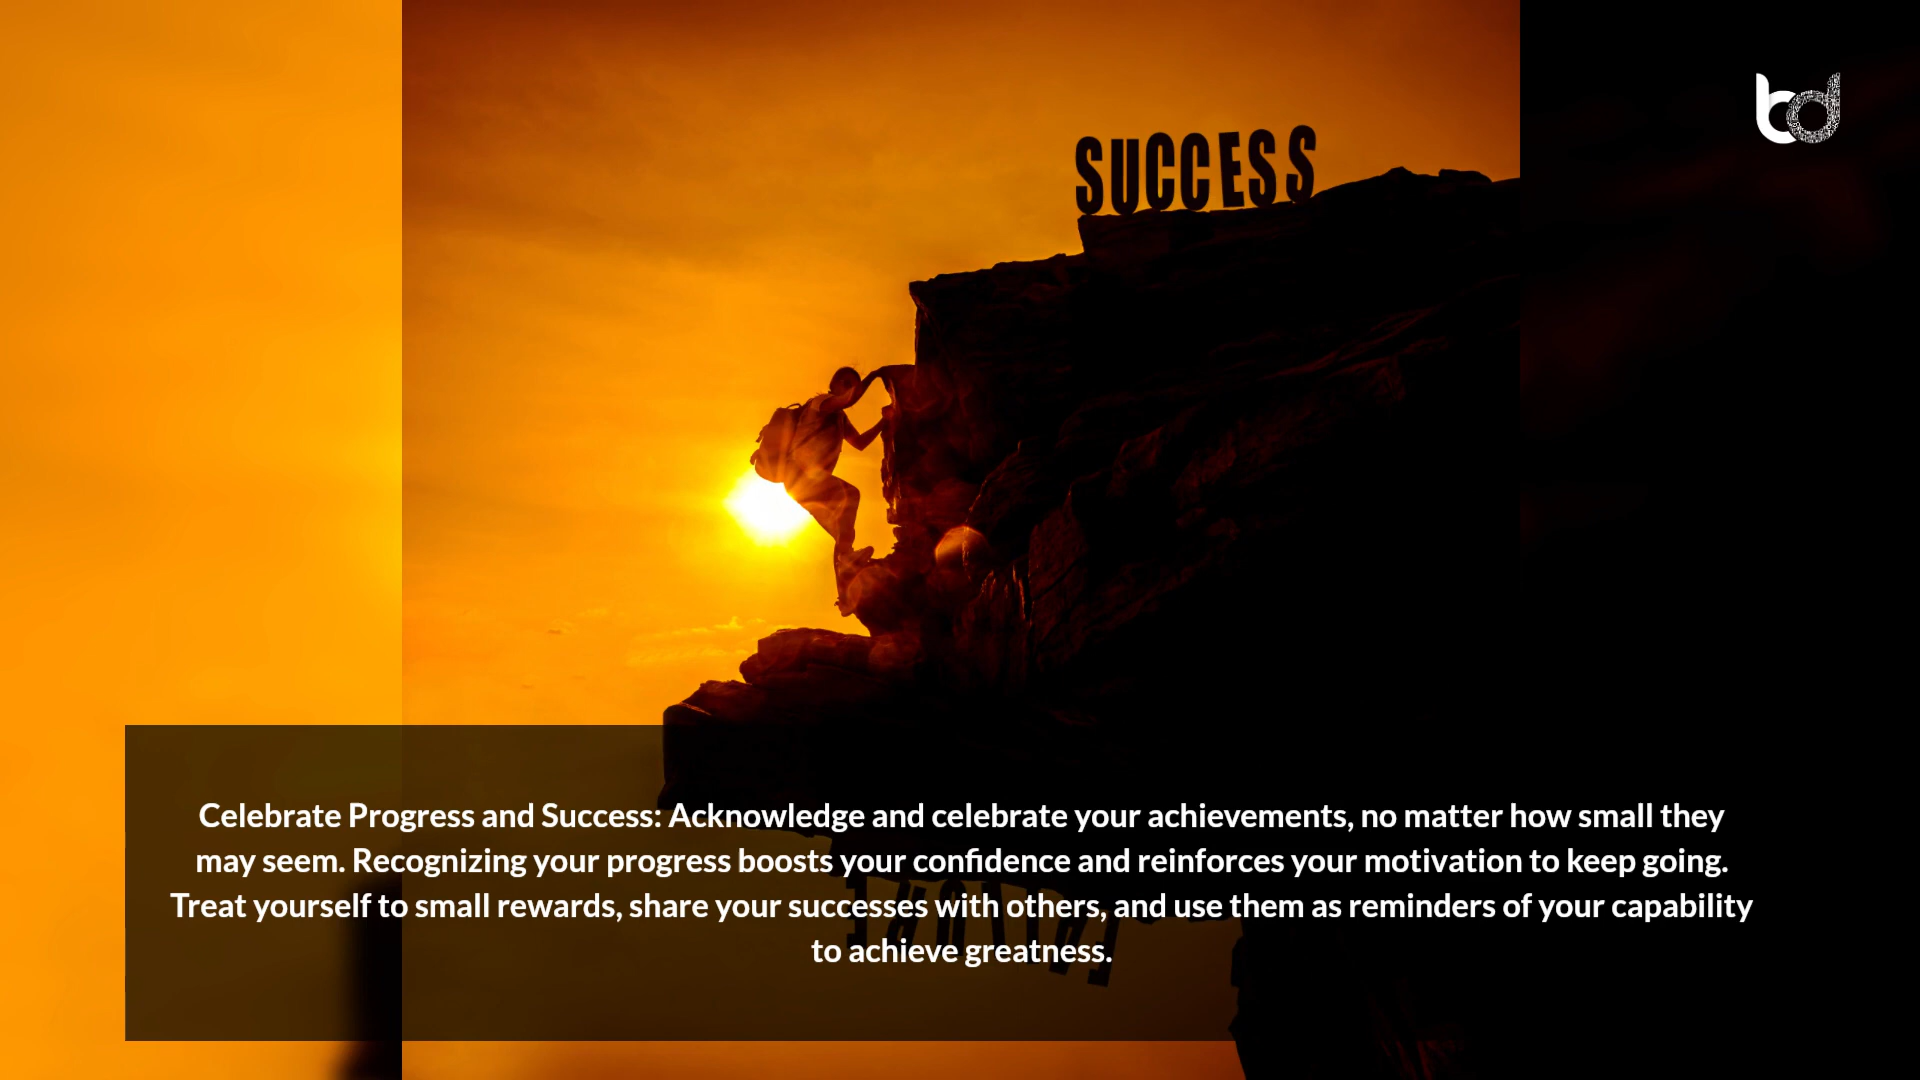 SUCCESS
bd
Celebrate Progress and Success: Acknowledge and celebrate your achievements, no matter how small they
may seem. Recognizing your progress boosts your confidence and reinforces your motivation to keep going.
Treat yourself to small rewards, share your successes with others, and use them as reminders of your capability
to achieve greatness.
FAILURE